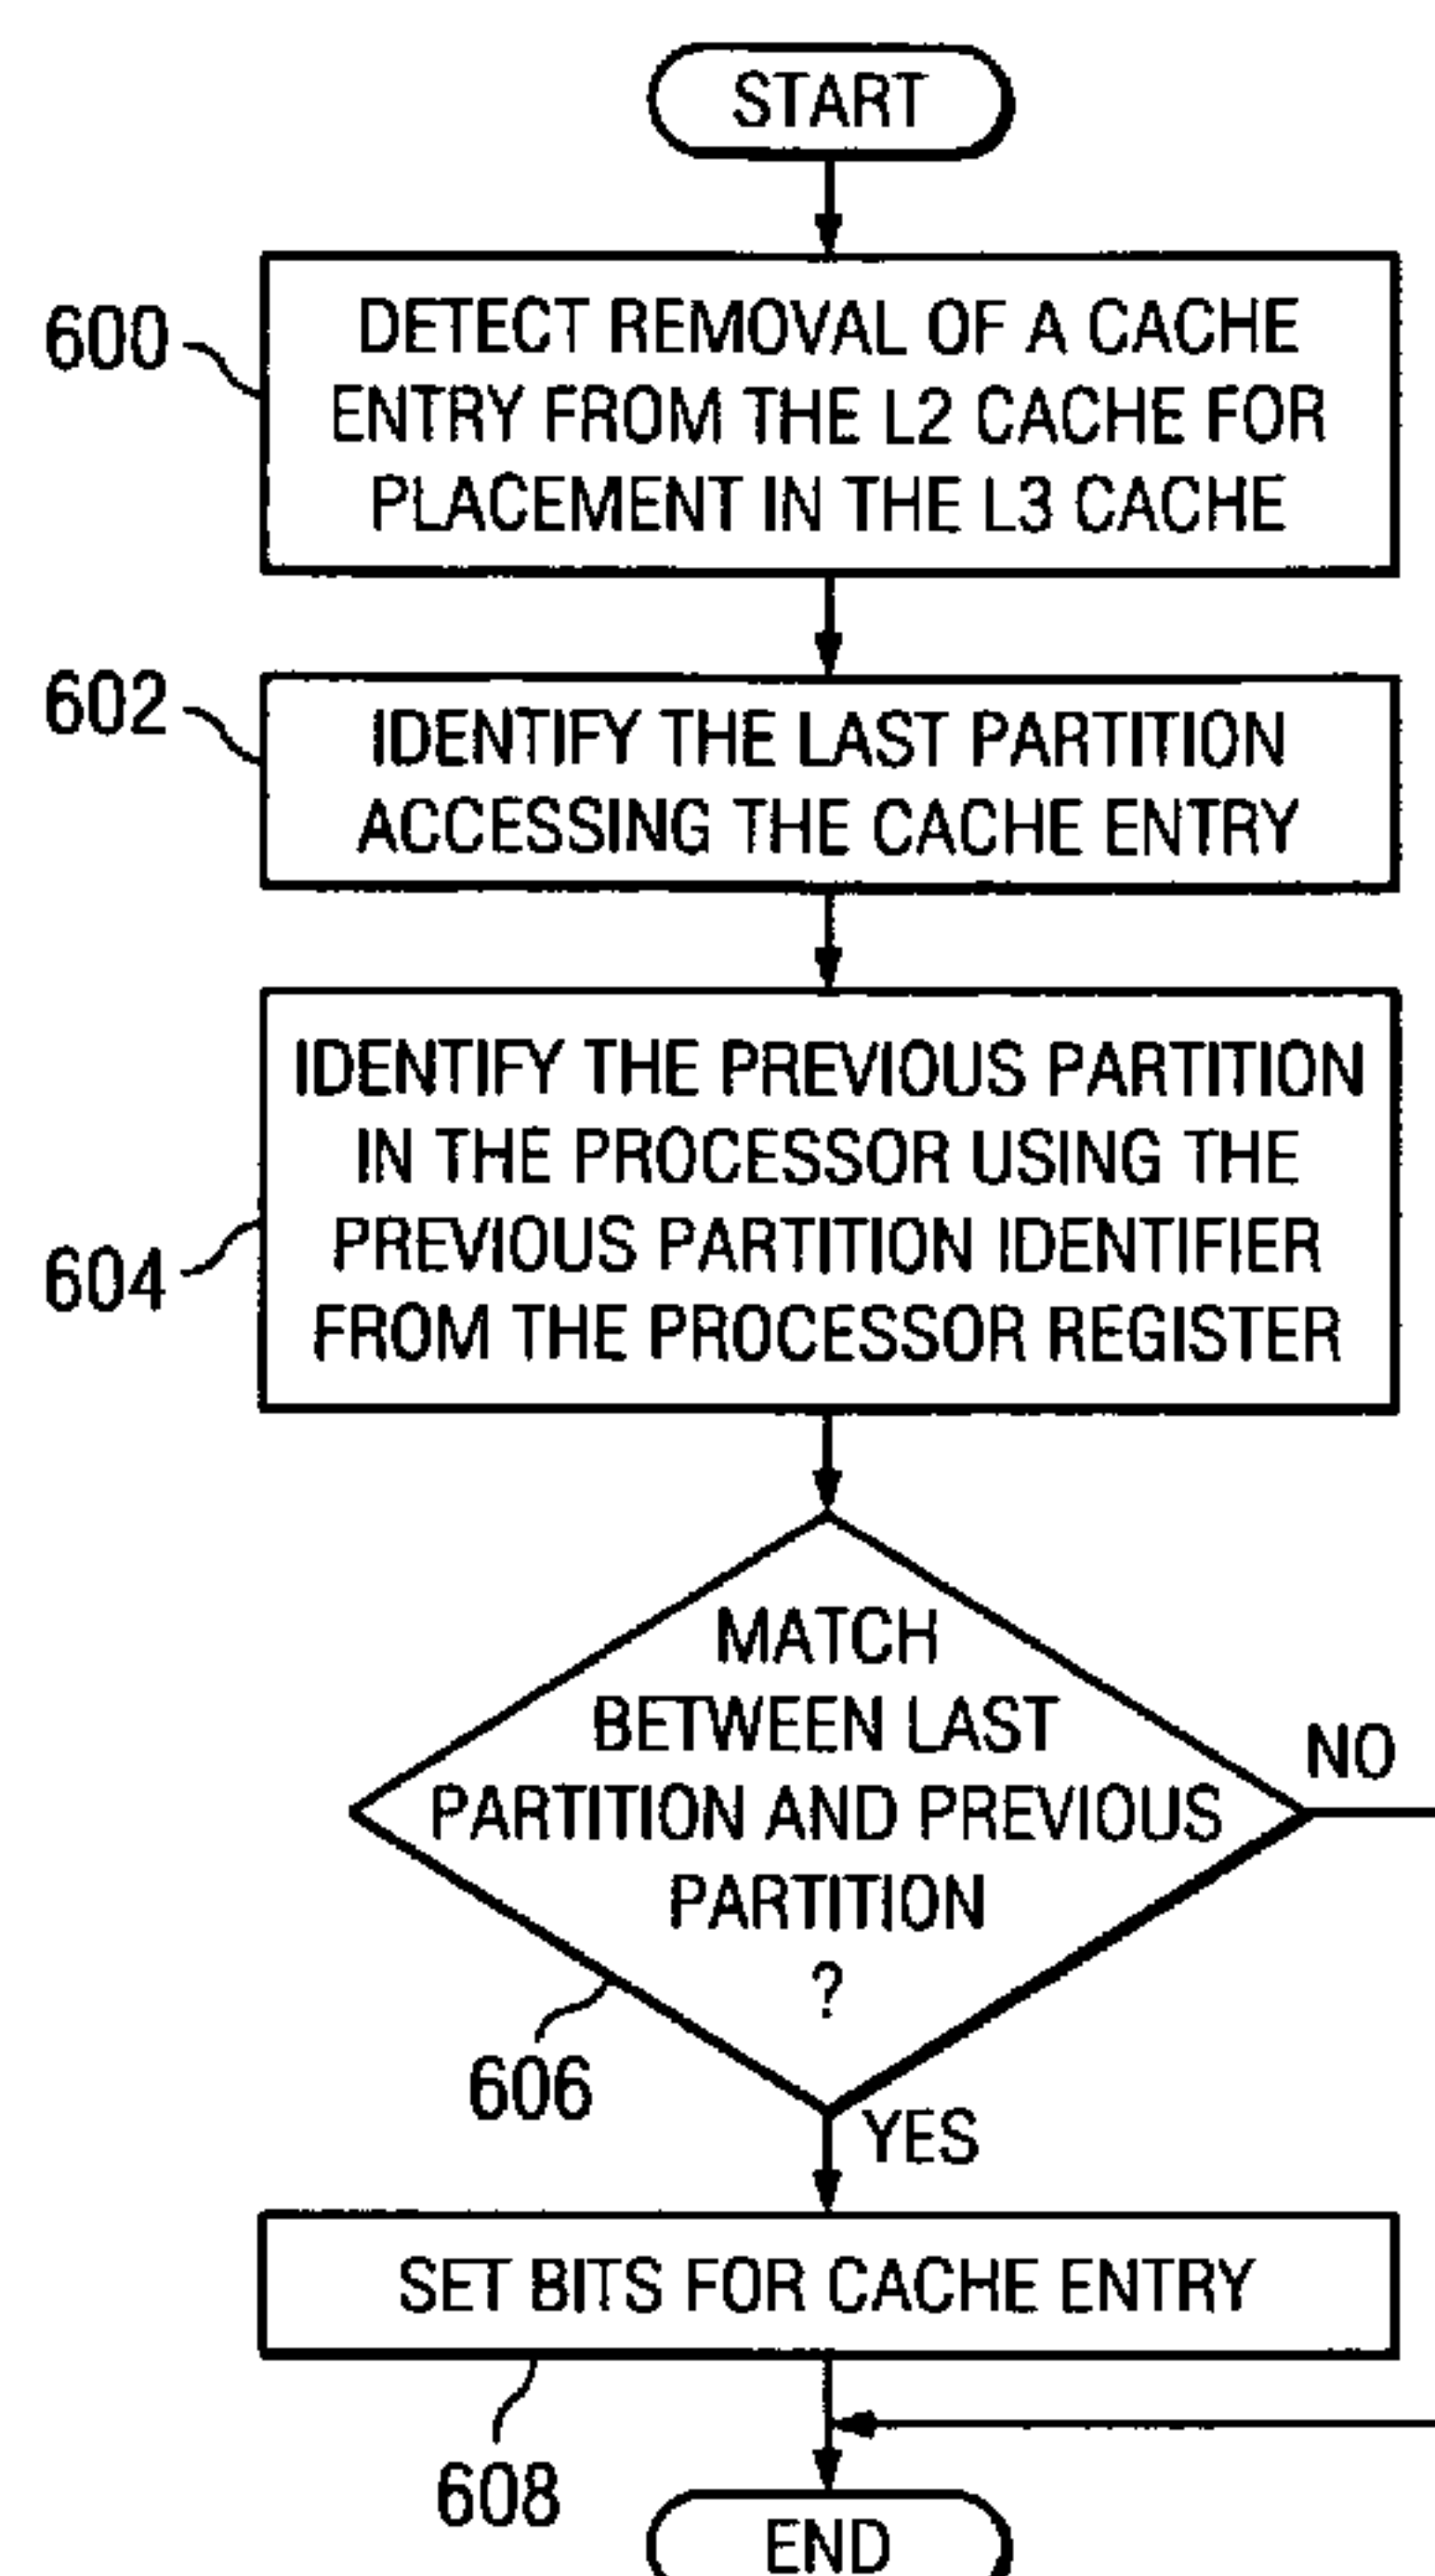 START
600
DETECT REMOVAL OF A CACHE
ENTRY FROM THE L2 CACHE FOR
PLACEMENT IN THE L3 CACHE
602
IDENTIFY THE LAST PARTITION
ACCESSING THE CACHE ENTRY
604
IDENTIFY THE PREVIOUS PARTITION
IN THE PROCESSOR USING THE
PREVIOUS PARTITION IDENTIFIER
FROM THE PROCESSOR REGISTER
MATCH
BETWEEN LAST
PARTITION AND PREVIOUS
PARTITION
?
NO
606
YES
SET BITS FOR CACHE ENTRY
608
END